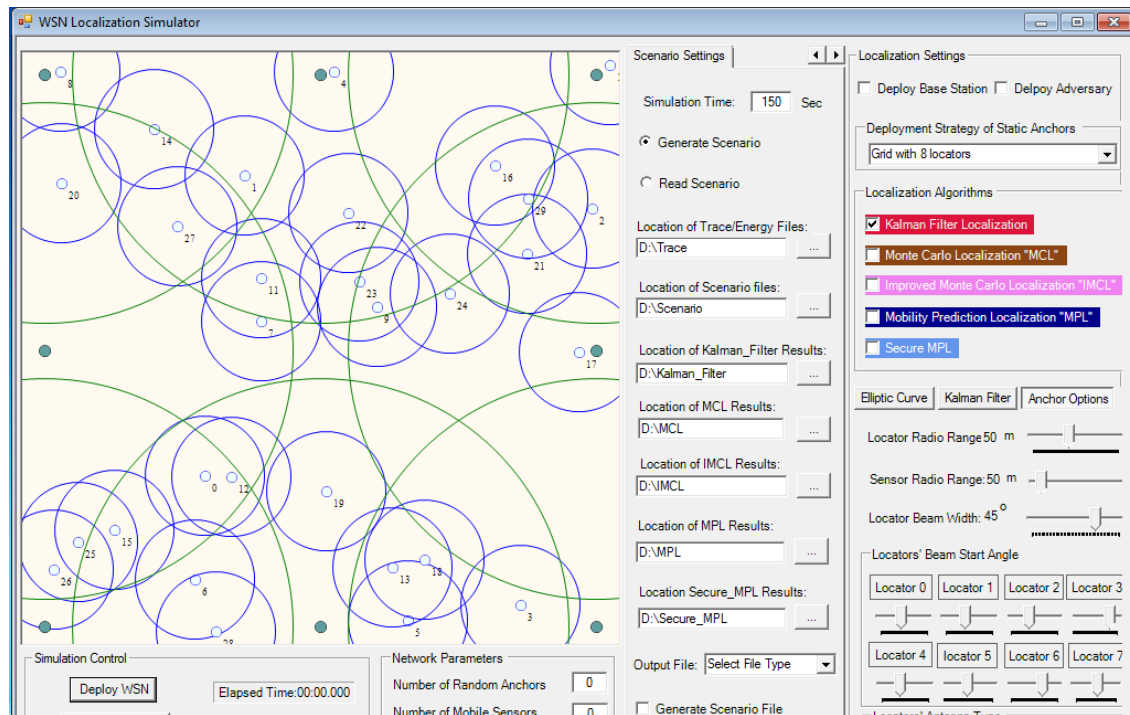 WSN Localization Simulator
8
4
14
20
1
16
29
2
22
27
21
11
23
24
9
7
17
0
12
19
25
15
26
13
18
6
3
5
28
Simulation Control
Deploy WSN
Elapsed Time:00:00.000
Network Parameters
Number of Random Anchors
0
Number of Mobile Sensors
0
Scenario Settings
Simulation Time: 150 Sec
Generate Scenario
Read Scenario
Location of Trace/Energy Files:
D:\Trace
...
Location of Scenario files:
D:\Scenario
...
Location of Kalman_Filter Results:
D:\Kalman_Filter
...
Location of MCL Results:
D:\MCL
...
Location of IMCL Results:
D:\IMCL
...
Location of MPL Results:
D:\MPL
...
Location Secure_MPL Results:
D:\Secure_MPL
...
Output File: Select File Type
Generate Scenario File
Localization Settings
Deploy Base Station Delpoy Adversary
Deployment Strategy of Static Anchors
Grid with 8 locators
Localization Algorithms
Kalman Filter Localization
Monte Carlo Localization "MCL"
Improved Monte Carlo Localization "IMCL"
Mobility Prediction Localization "MPL"
Secure MPL
Elliptic Curve Kalman Filter Anchor Options
Locator Radio Range 50 m
Sensor Radio Range: 50 m
Locator Beam Width: 45 o
Locators' Beam Start Angle
Locator 0 Locator 1 Locator 2 Locator 3
Locator 4 locator 5 Locator 6 Locator 7
Locators' Antenna Type